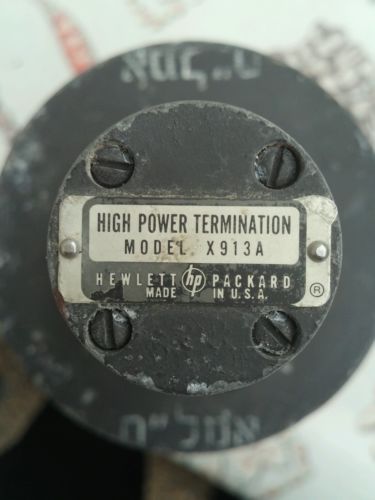 HIGH POWER TERMINATION
MODEL X913A
HEWLETT hp PACKARD
MADE IN U.S.A. ®